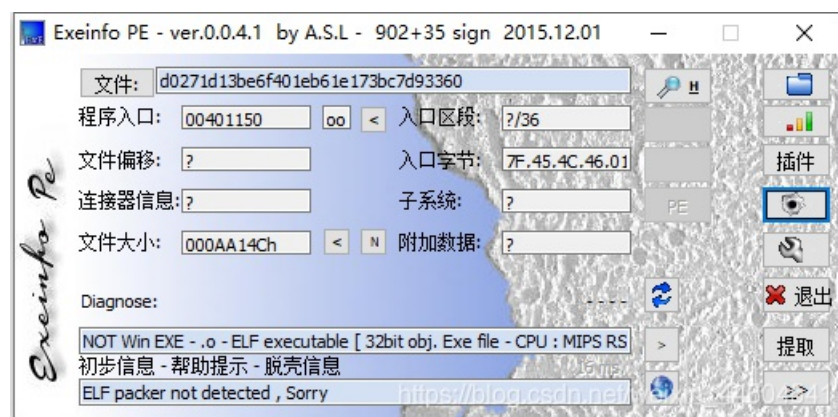 Exeinfo PE - ver.0.0.4.1 by A.S.L - 902+35 sign 2015.12.01
文件: d0271d13be6f401eb61e173bc7d93360 H
程序入口: 00401150 oo < 入口区段: ?/36
文件偏移: ? 入口字节: 7F.45.4C.46.01 插件
连接器信息: ? 子系统: ? PE
文件大小: 000AA14Ch < N 附加数据: ?
Exeinfo Pe
Diagnose: ---- 退出
NOT Win EXE - .o - ELF executable [ 32bit obj. Exe file - CPU : MIPS RS > 提取
初步信息 - 帮助提示 - 脱壳信息
ELF packer not detected , Sorry >>